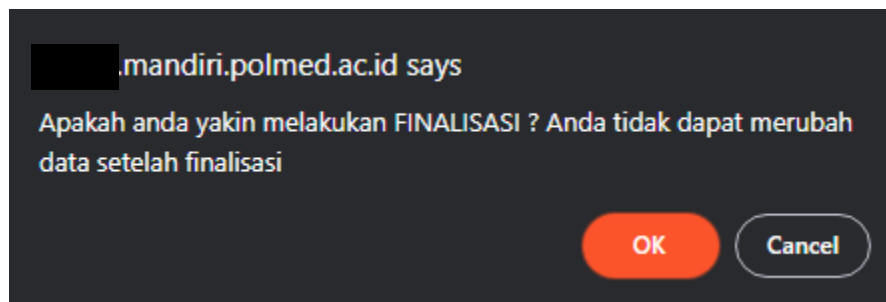 .mandiri.polmed.ac.id says
Apakah anda yakin melakukan FINALISASI ? Anda tidak dapat merubah
data setelah finalisasi
OK
Cancel